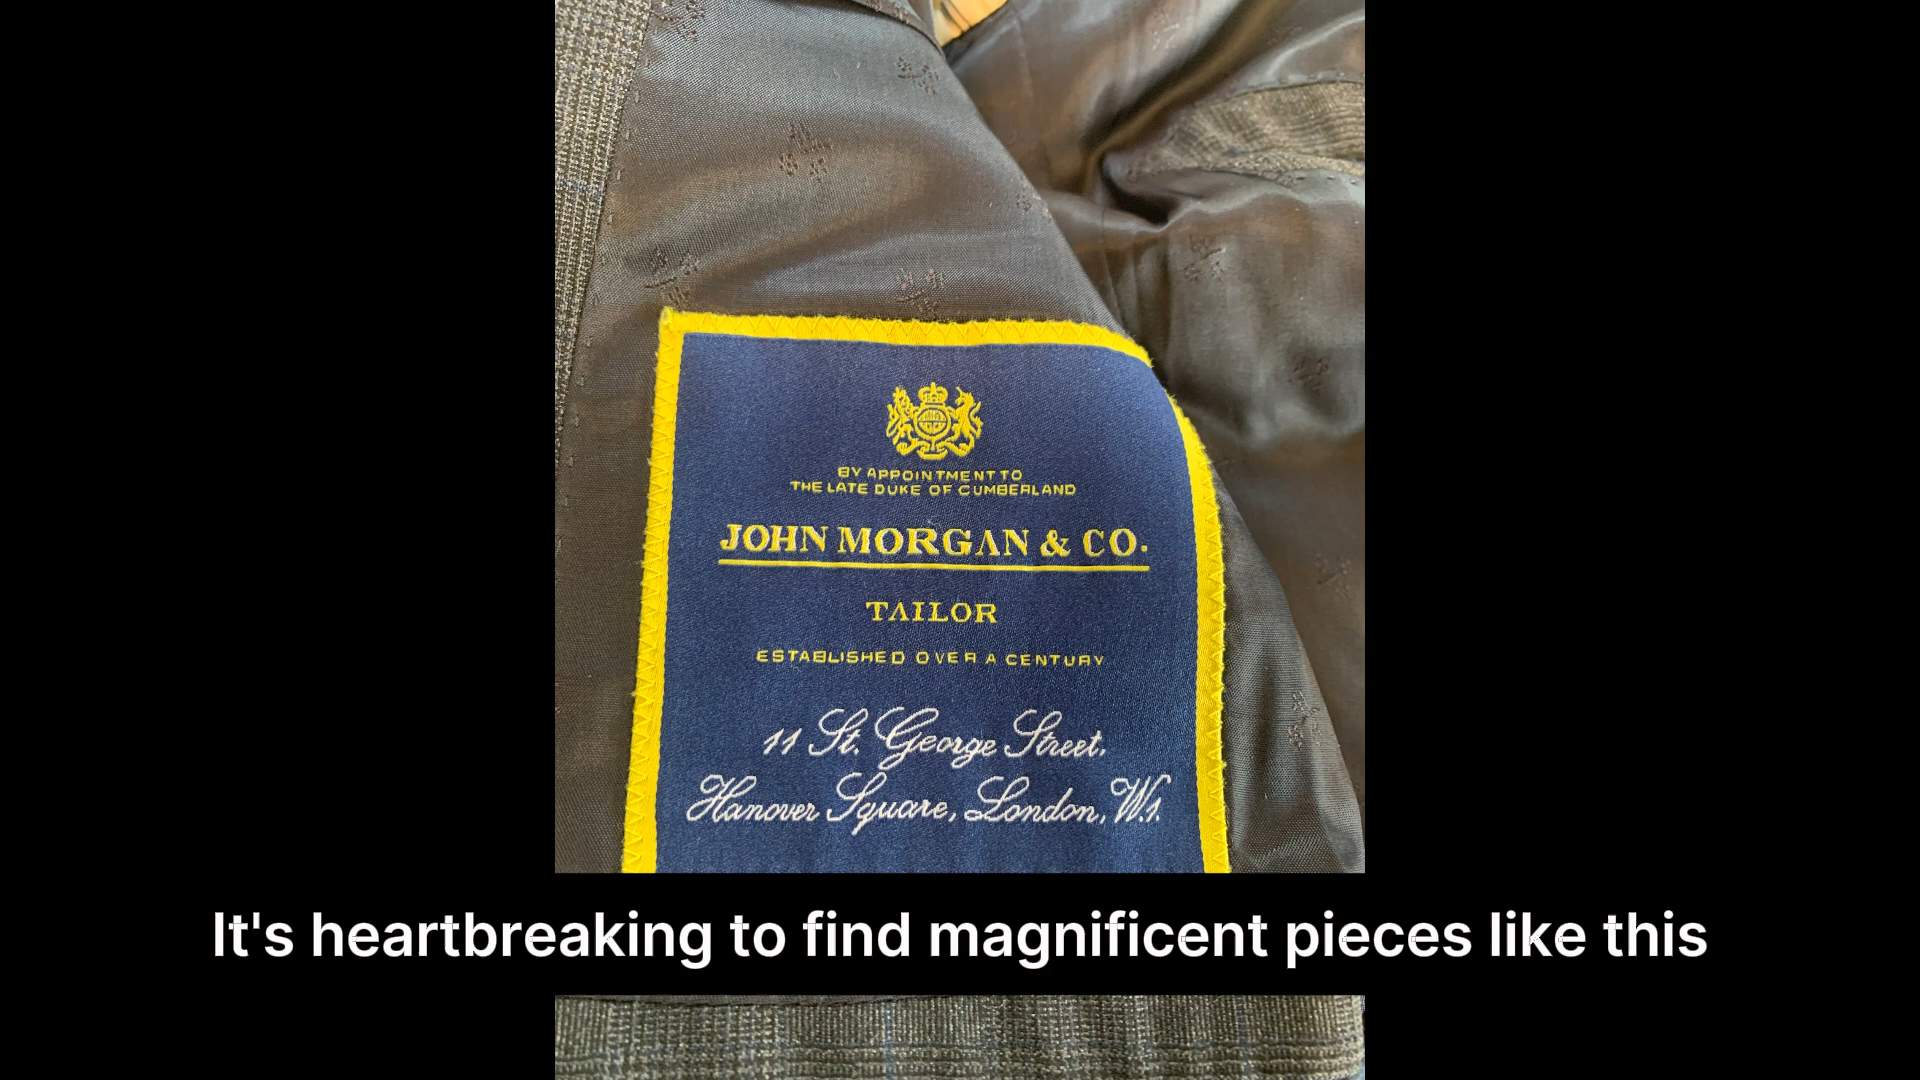 BY APPOINTMENT TO
THE LATE DUKE OF CUMBERLAND
JOHN MORGAN & CO.
TAILOR
ESTABLISHED OVER A CENTURY
11 St. George Street,
Hanover Square, London, W.1.
It's heartbreaking to find magnificent pieces like this